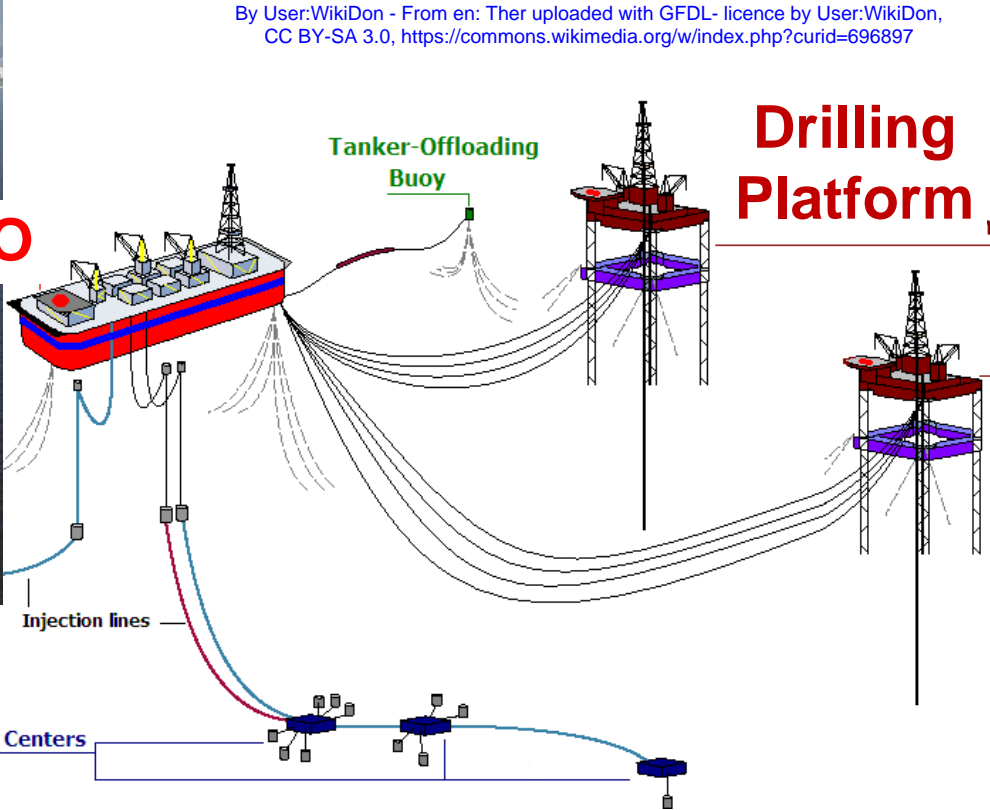 By User:WikiDon - From en: Ther uploaded with GFDL- licence by User:WikiDon,
CC BY-SA 3.0, https://commons.wikimedia.org/w/index.php?curid=696897
Tanker-Offloading
Buoy
Drilling
Platform
O
Injection lines
Centers